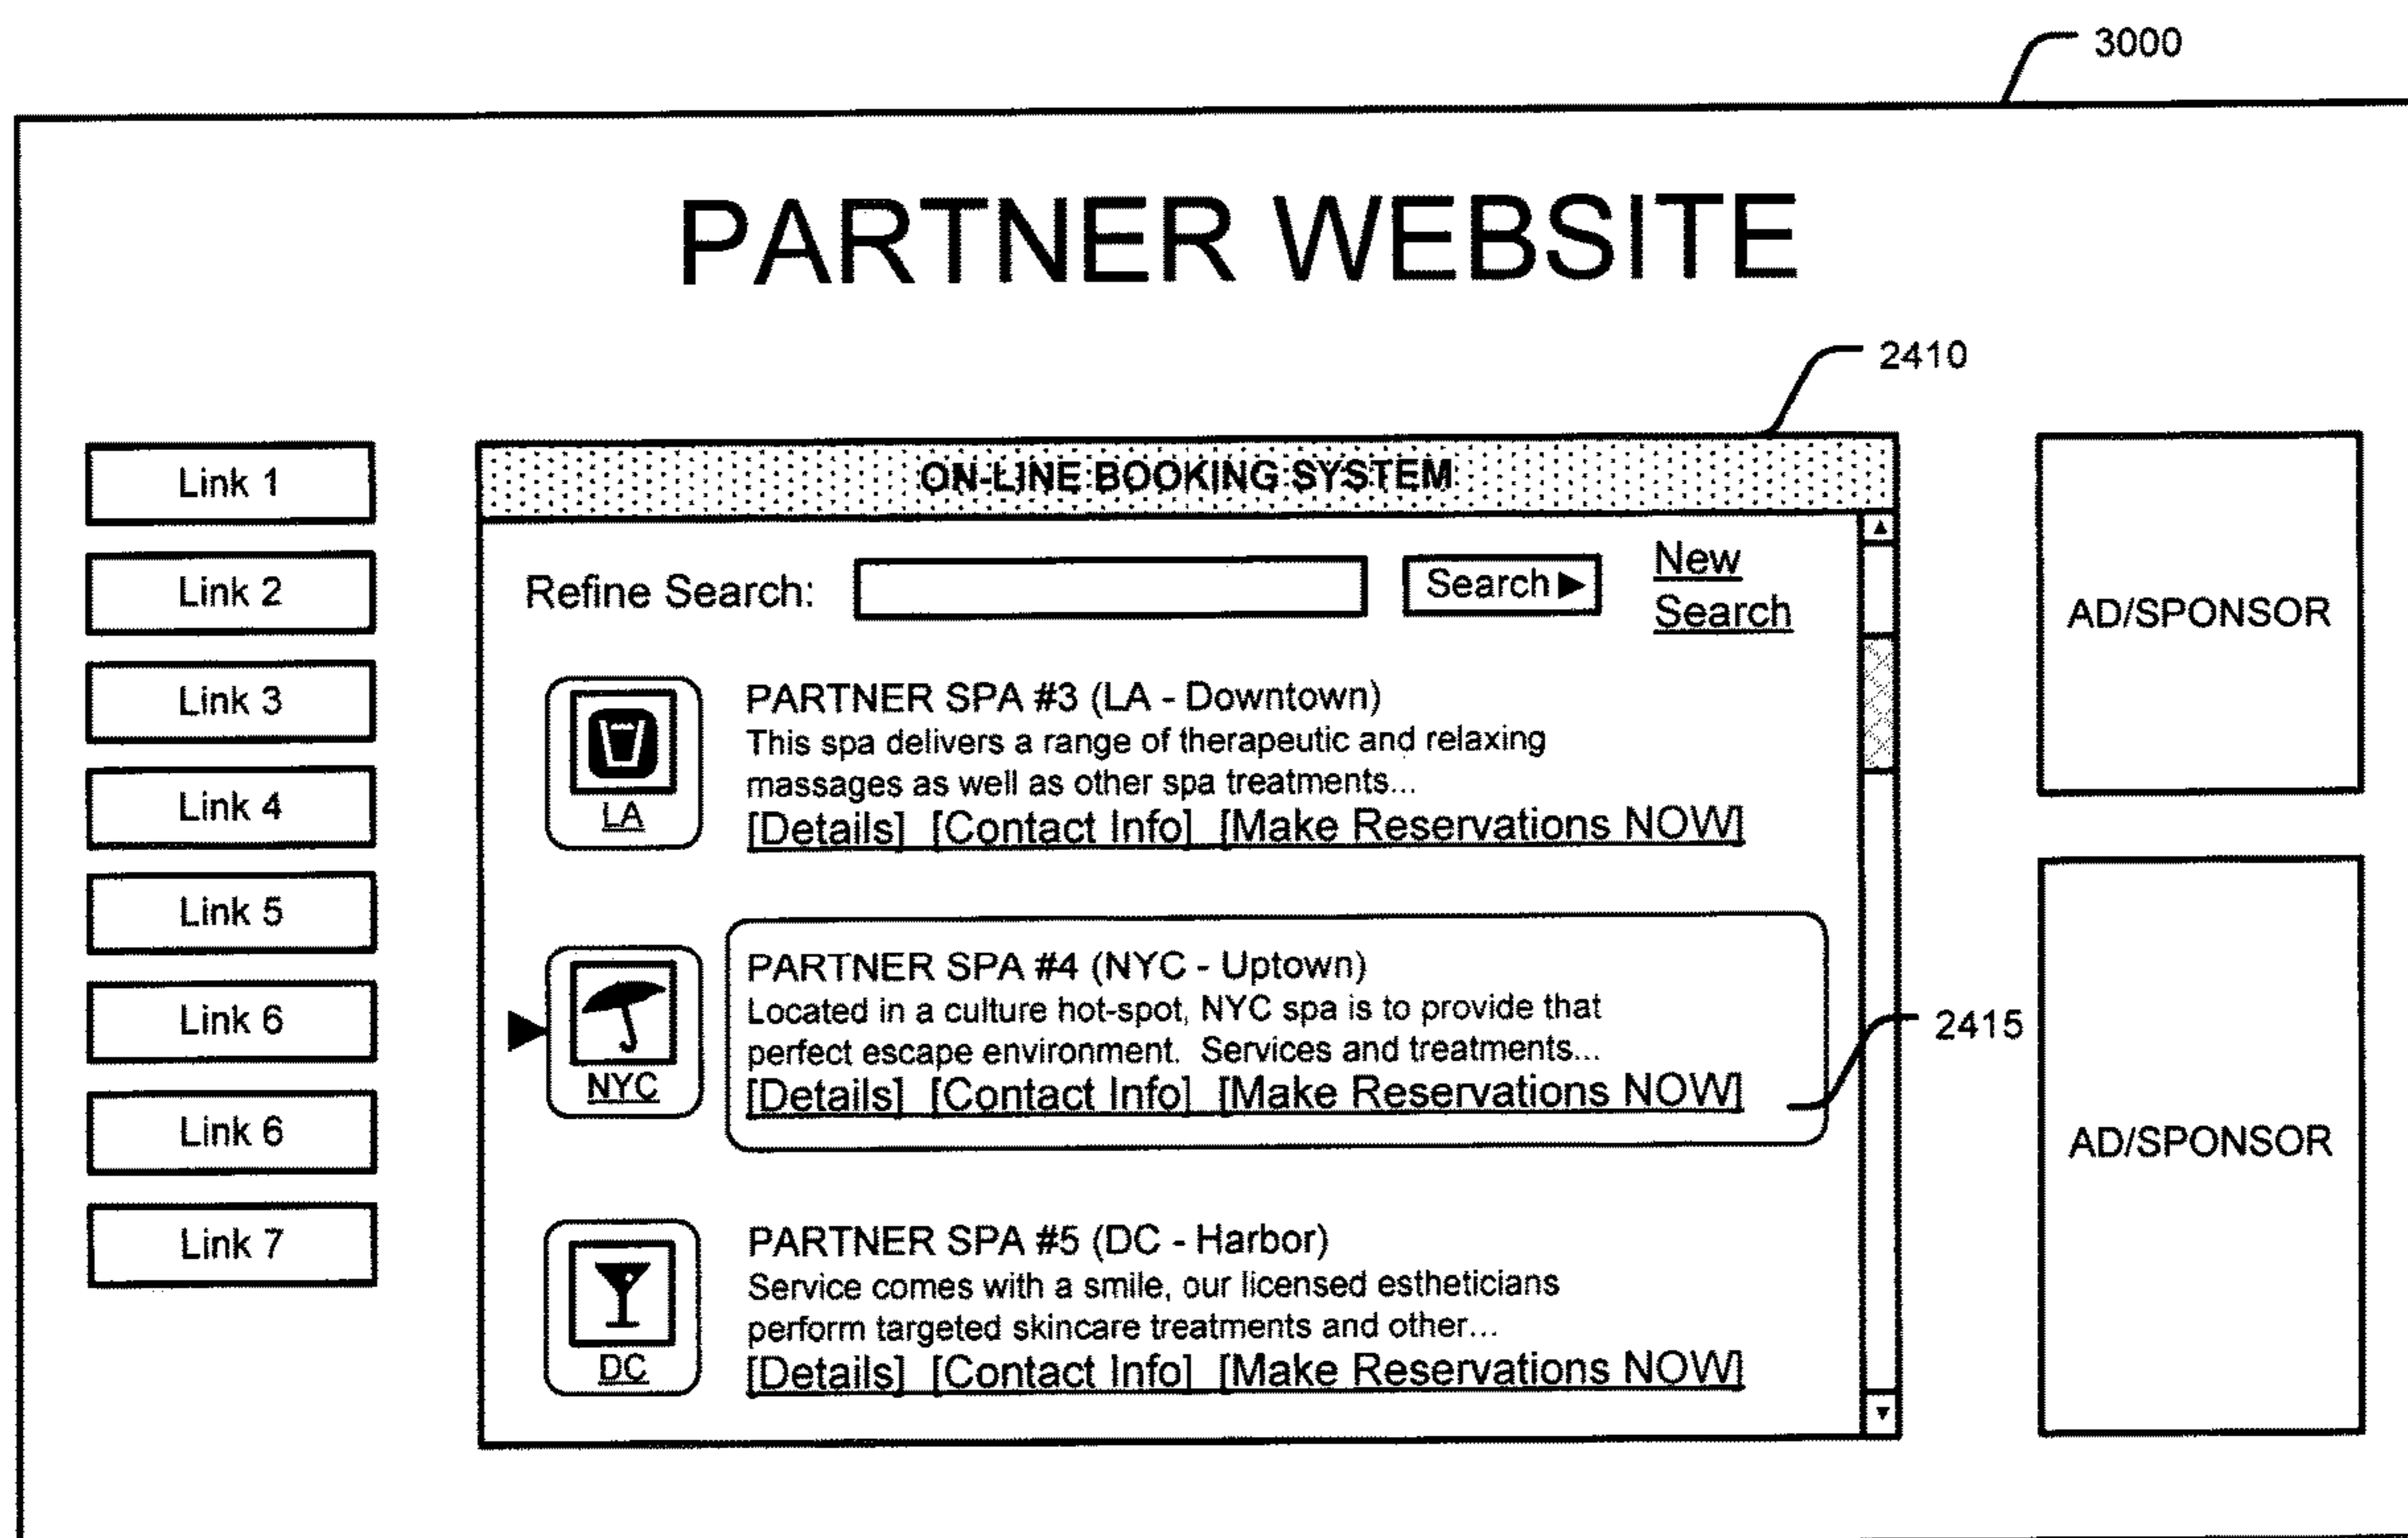 3000
PARTNER WEBSITE
2410
Link 1
Link 2
Link 3
Link 4
Link 5
Link 6
Link 6
Link 7
ON-LINE BOOKING SYSTEM
Refine Search:
Search
New
Search
LA
PARTNER SPA #3 (LA - Downtown)
This spa delivers a range of therapeutic and relaxing
massages as well as other spa treatments...
[Details] [Contact Info] [Make Reservations NOW]
NYC
PARTNER SPA #4 (NYC - Uptown)
Located in a culture hot-spot, NYC spa is to provide that
perfect escape environment. Services and treatments...
[Details] [Contact Info] [Make Reservations NOW]
2415
DC
PARTNER SPA #5 (DC - Harbor)
Service comes with a smile, our licensed estheticians
perform targeted skincare treatments and other...
[Details] [Contact Info] [Make Reservations NOW]
AD/SPONSOR
AD/SPONSOR